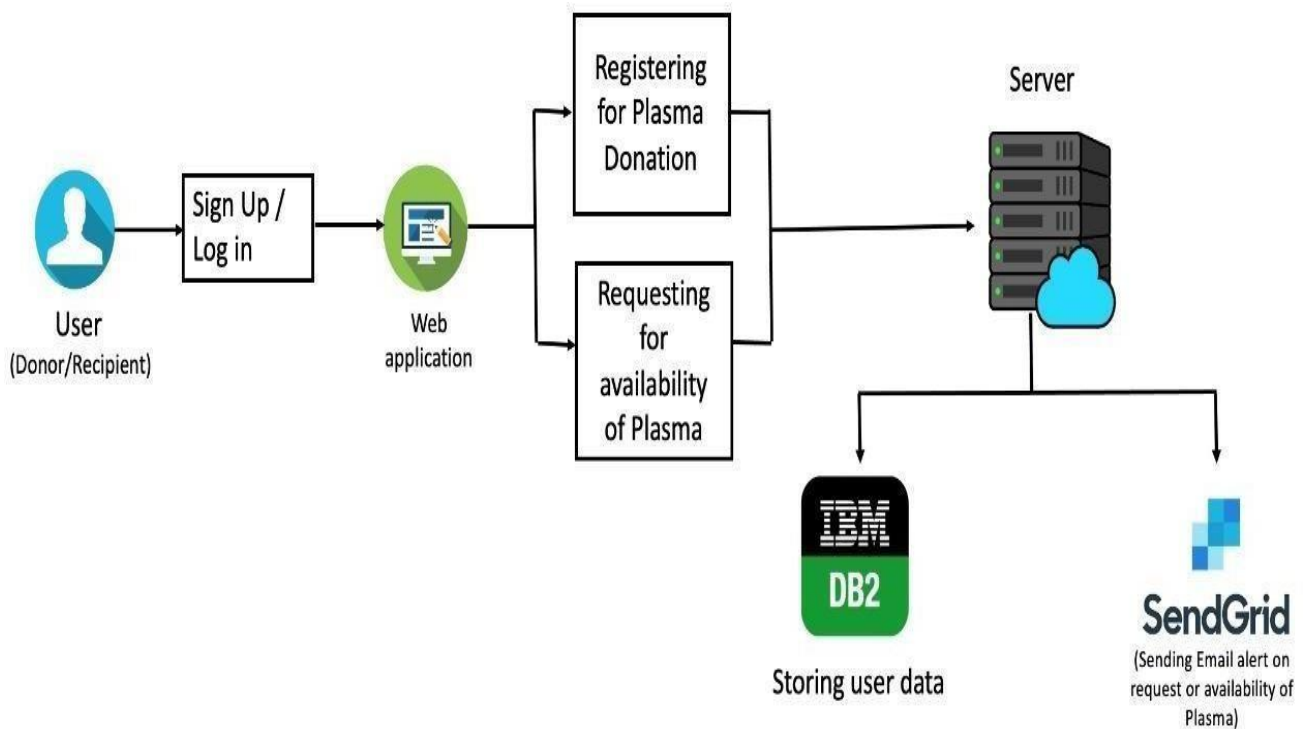 User
(Donor/Recipient)
Sign Up /
Log in
Web
application
Registering
for Plasma
Donation
Requesting
for
availability
of Plasma
Server
IBM
DB2
Storing user data
SendGrid
(Sending Email alert on
request or availability of
Plasma)